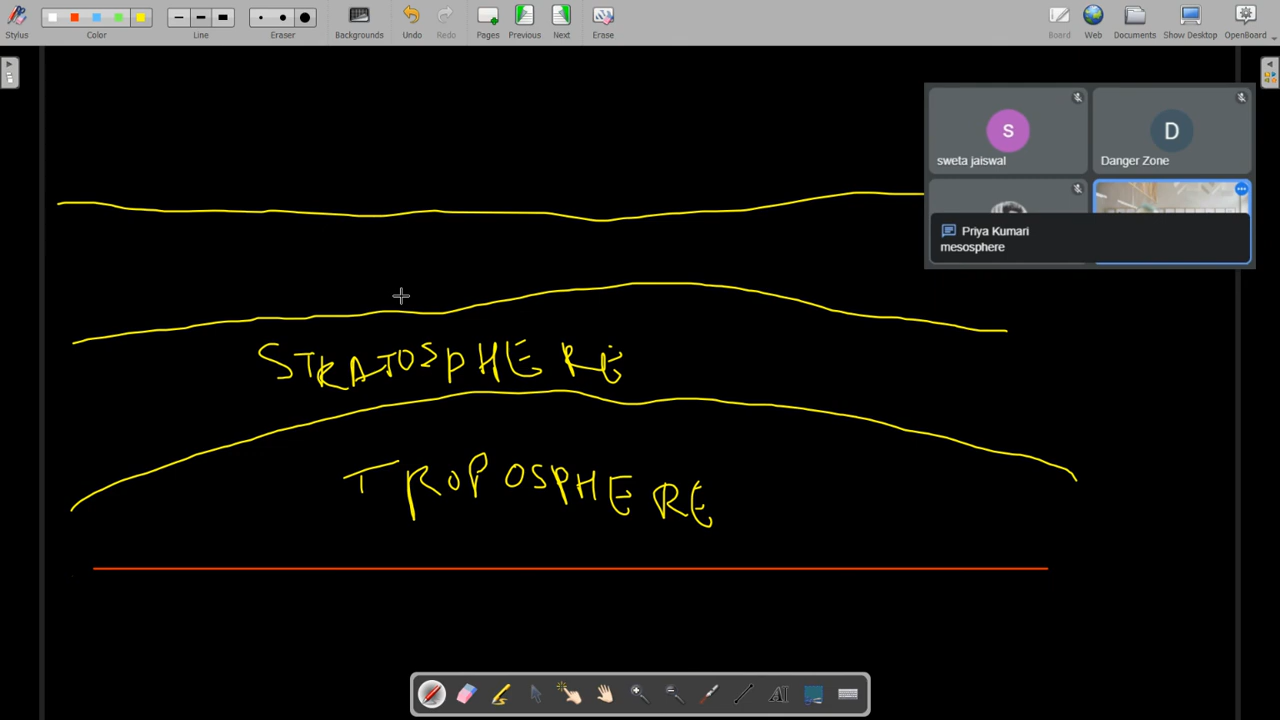 Stylus Color Line Eraser Backgrounds Undo Redo Pages Previous Next Erase Board Web Documents Show Desktop OpenBoard
S
sweta jaiswal
D
Danger Zone
Priya Kumari
mesosphere
STRATOSPHERE
TROPOSPHERE
AI